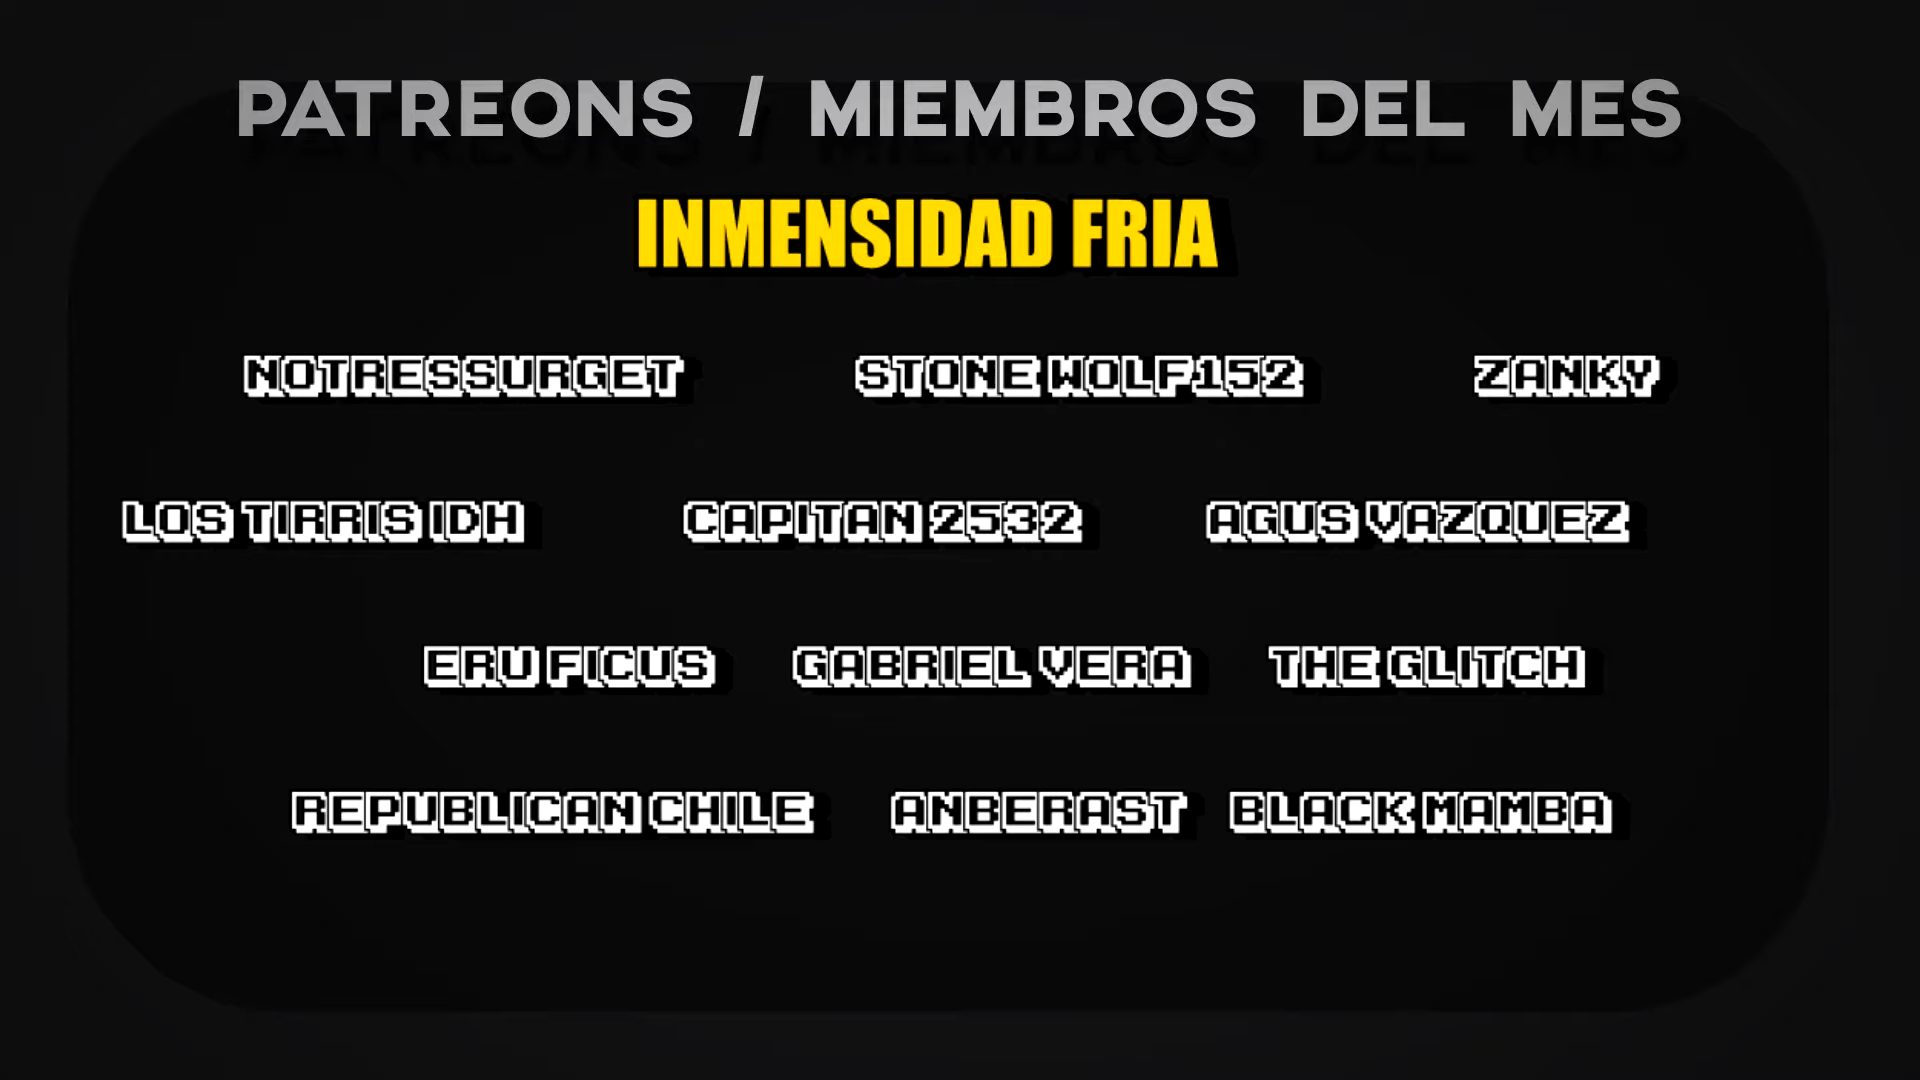 PATREONS / MIEMBROS DEL MES
INMENSIDAD FRIA
NOTRESSURGET STONE WOLF152 ZANKY
LOS TIRRIS IDH CAPITAN 2532 AGUS VAZQUEZ
ERU FICUS GABRIEL VERA THE GLITCH
REPUBLICAN CHILE ANBERAST BLACK MAMBA